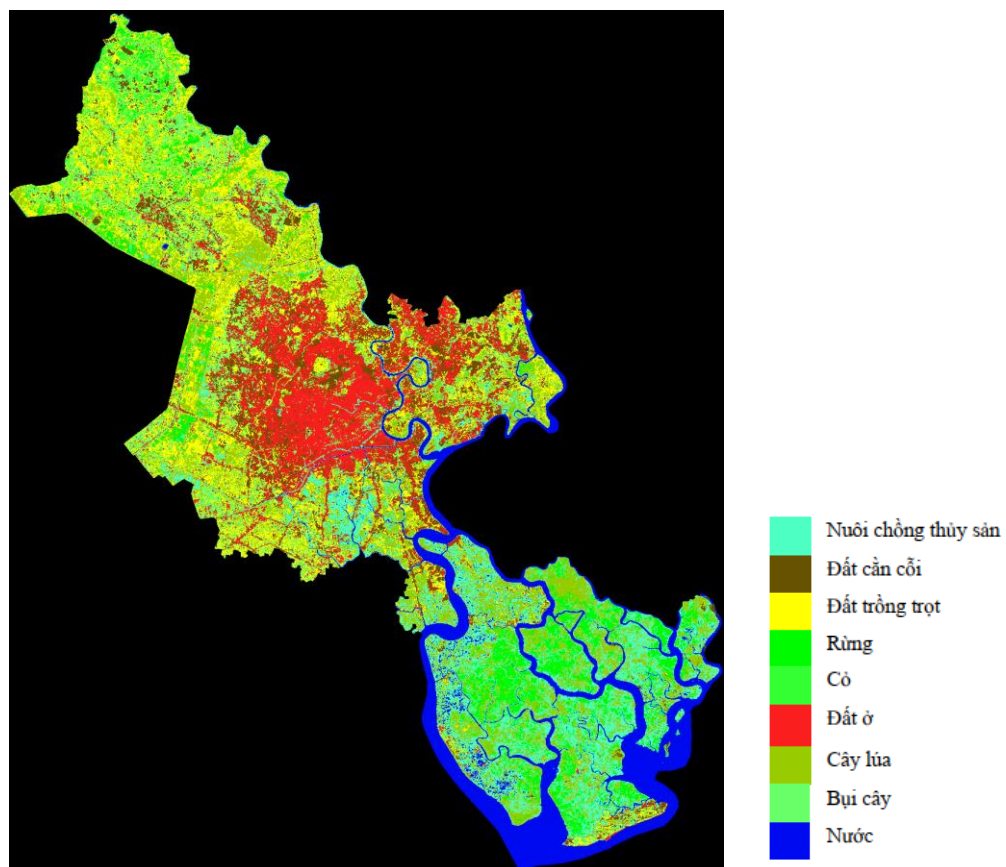 Nuôi chồng thủy sản
Đất cằn cỗi
Đất trồng trọt
Rừng
Cỏ
Đất ở
Cây lúa
Bụi cây
Nước